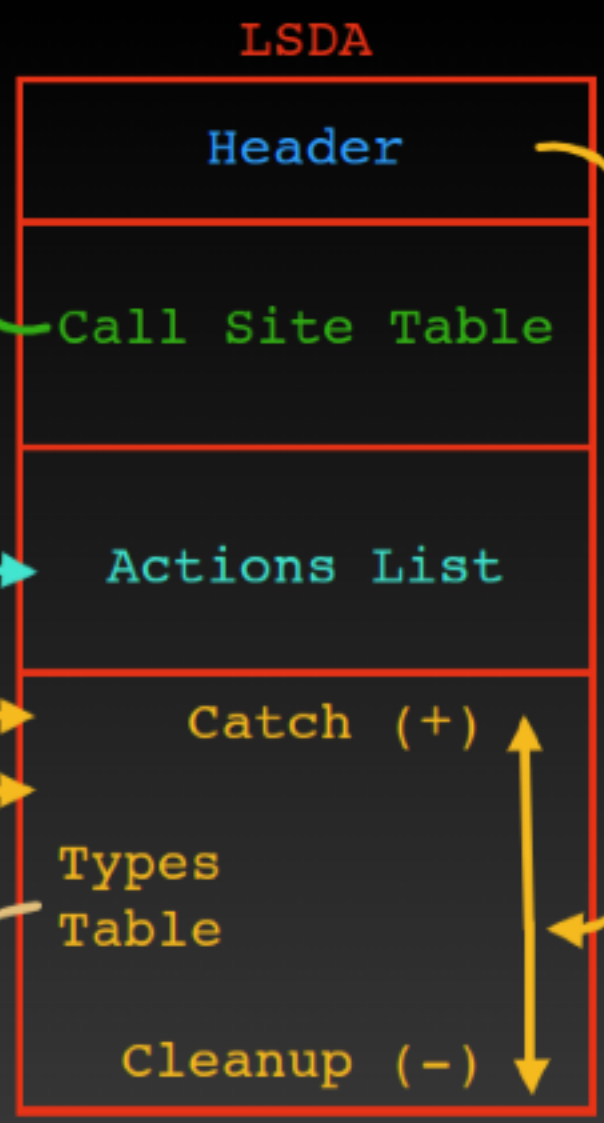 LSDA
Header
Call Site Table
Actions List
Catch (+)
Types
Table
Cleanup (-)